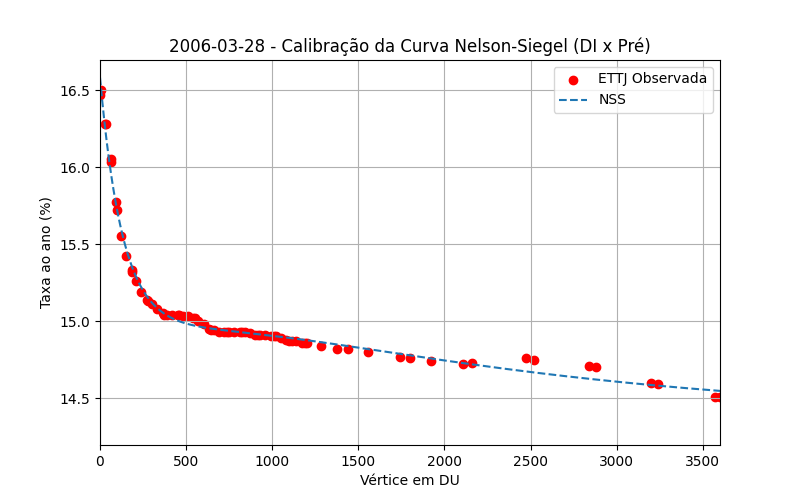 2006-03-28 - Calibração da Curva Nelson-Siegel (DI x Pré)
ETTJ Observada
NSS
Taxa ao ano (%)
16.5
16.0
15.5
15.0
14.5
0 500 1000 1500 2000 2500 3000 3500
Vértice em DU